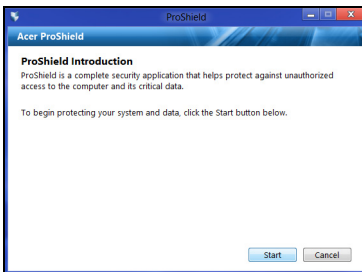 ProShield
Acer ProShield
ProShield Introduction
ProShield is a complete security application that helps protect against unauthorized
access to the computer and its critical data.
To begin protecting your system and data, click the Start button below.
Start Cancel